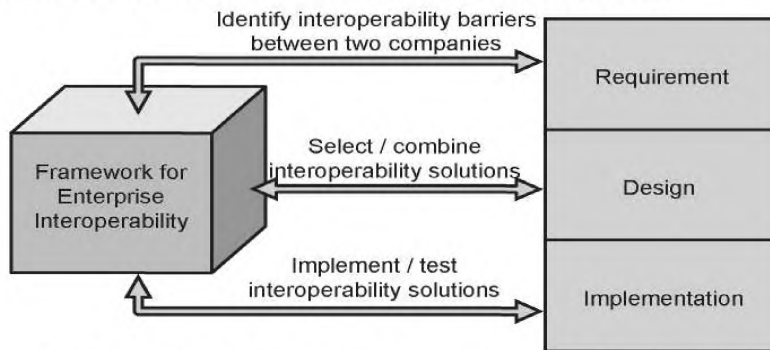 Identify interoperability barriers
between two companies
Requirement
Select / combine
interoperability solutions
Framework for
Enterprise
Interoperability
Design
Implement / test
interoperability solutions
Implementation